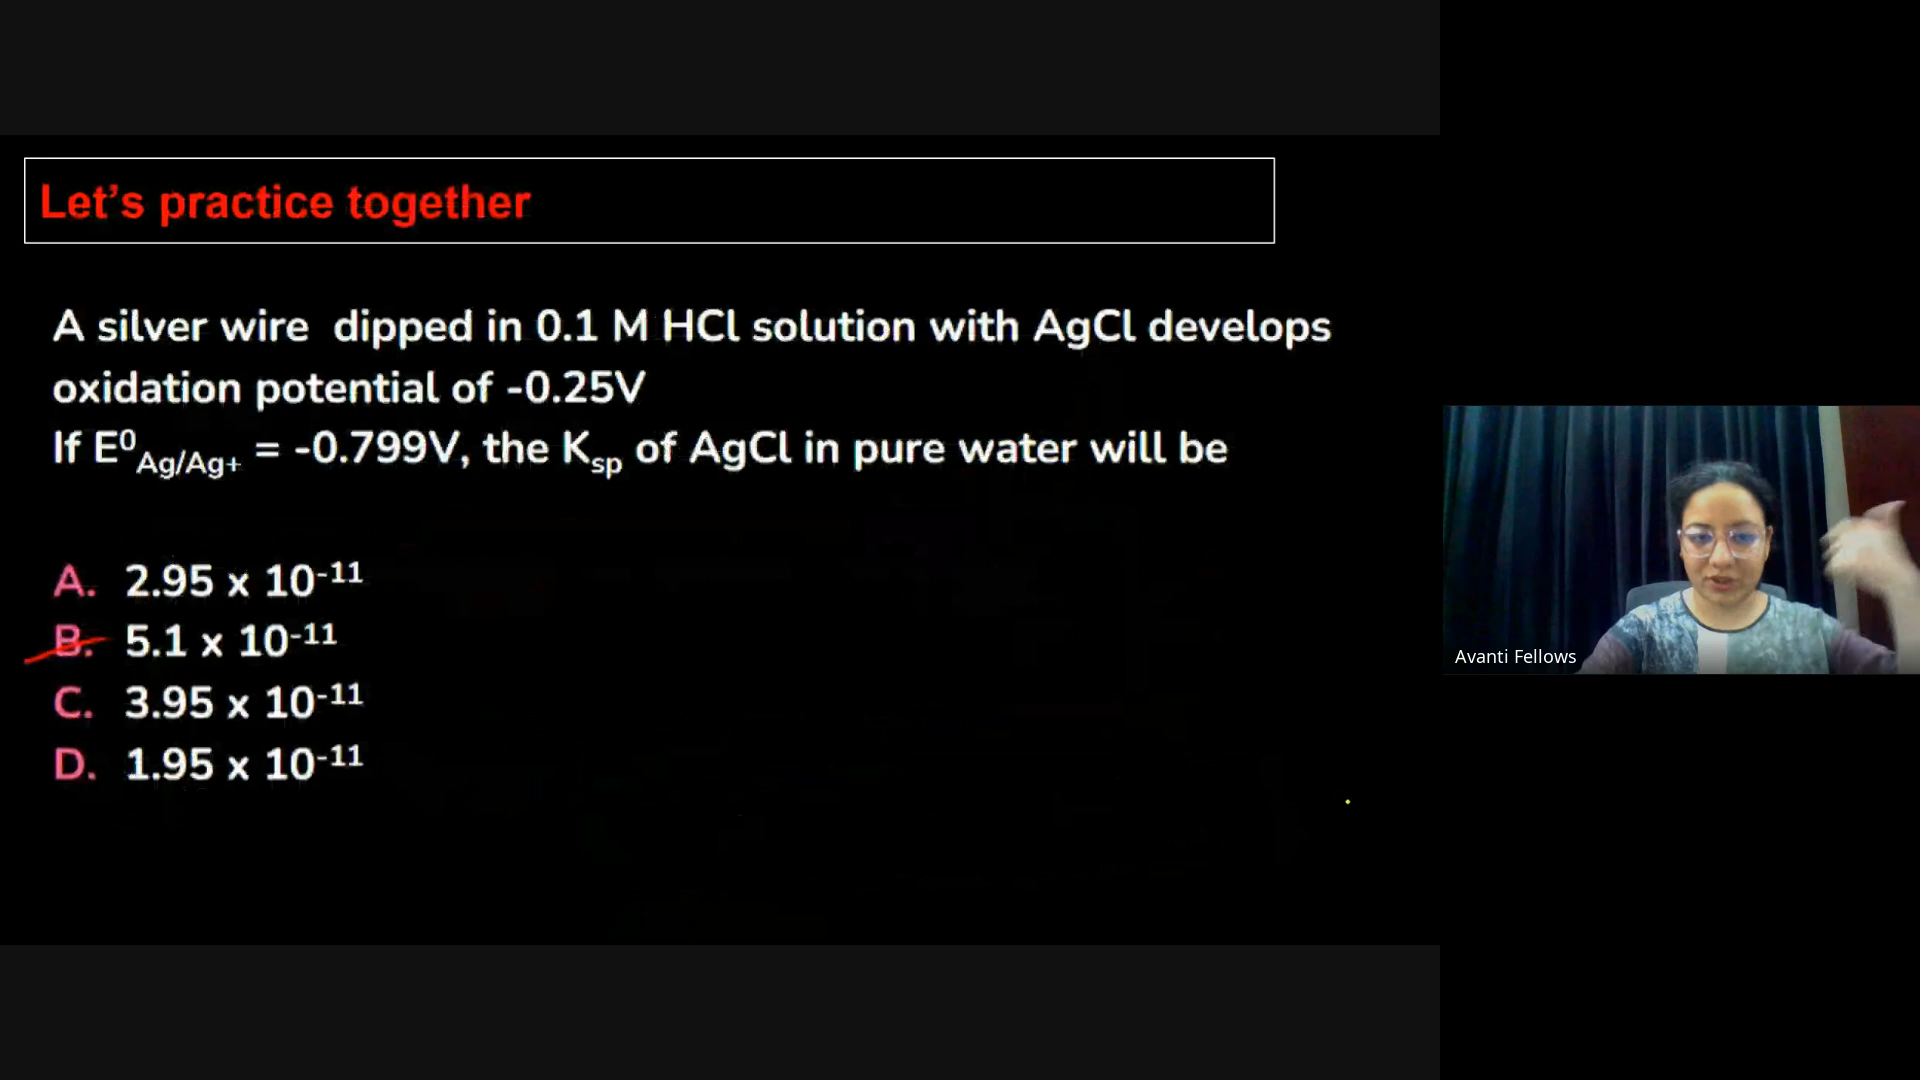 Let's practice together
A silver wire dipped in 0.1 M HCl solution with AgCl develops
oxidation potential of -0.25V
If E⁰Ag/Ag+ = -0.799V, the Ksp of AgCl in pure water will be
A. 2.95 x 10⁻¹¹
B. 5.1 x 10⁻¹¹
C. 3.95 x 10⁻¹¹
D. 1.95 x 10⁻¹¹
Avanti Fellows